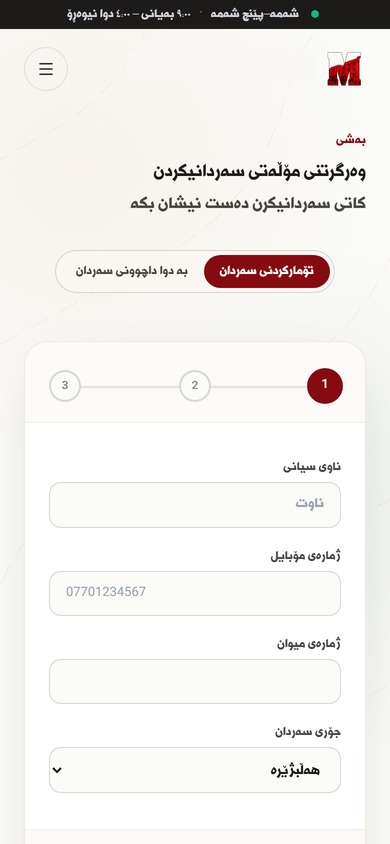 شەممە–پێنج شەممە · ٩:٠٠ بەیانی – ٤:٠٠ دوا نیوەڕۆ
M
بەشی
وەرگرتنی مۆڵەتی سەردانیکردن
کاتی سەردانیکرن دەست نیشان بکە
تۆمارکردنی سەردان
بە دوا داچوونی سەردان
1 2 3
ناوی سیانی
ناوت
ژمارەی مۆبایل
07701234567
ژمارەی میوان
جۆری سەردان
هەڵبژێرە